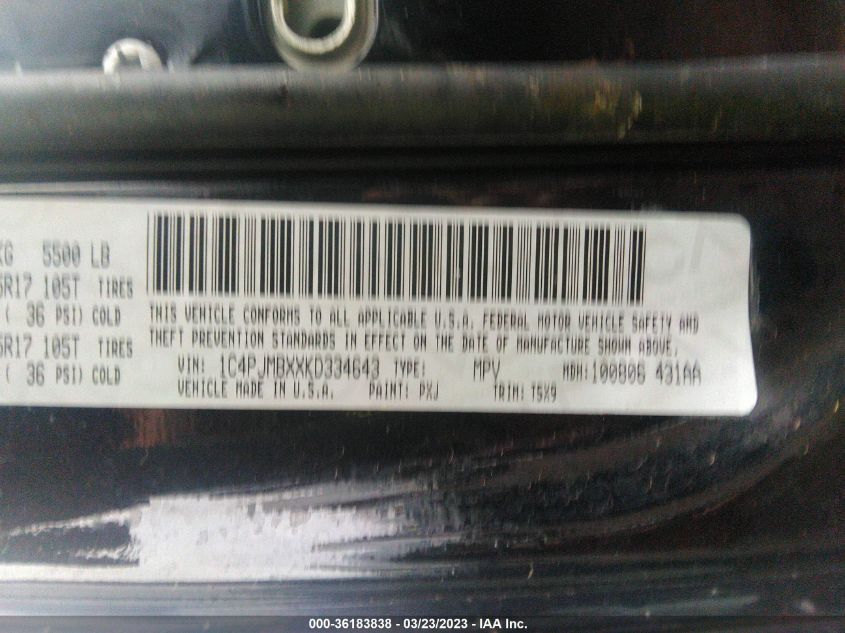 KG 5500 LB
5R17 105T TIRES
( 36 PSI) COLD
5R17 105T TIRES
( 36 PSI) COLD
THIS VEHICLE CONFORMS TO ALL APPLICABLE U.S.A. FEDERAL MOTOR VEHICLE SAFETY AND
THEFT PREVENTION STANDARDS IN EFFECT ON THE DATE OF MANUFACTURE SHOWN ABOVE.
VIN: 1C4PJMBXXKD334643 TYPE: MPV MDH: 100806 431AA
VEHICLE MADE IN U.S.A. PAINT: PXJ TRIM: TSX9
000-36183838 - 03/23/2023 - © IAA Inc.